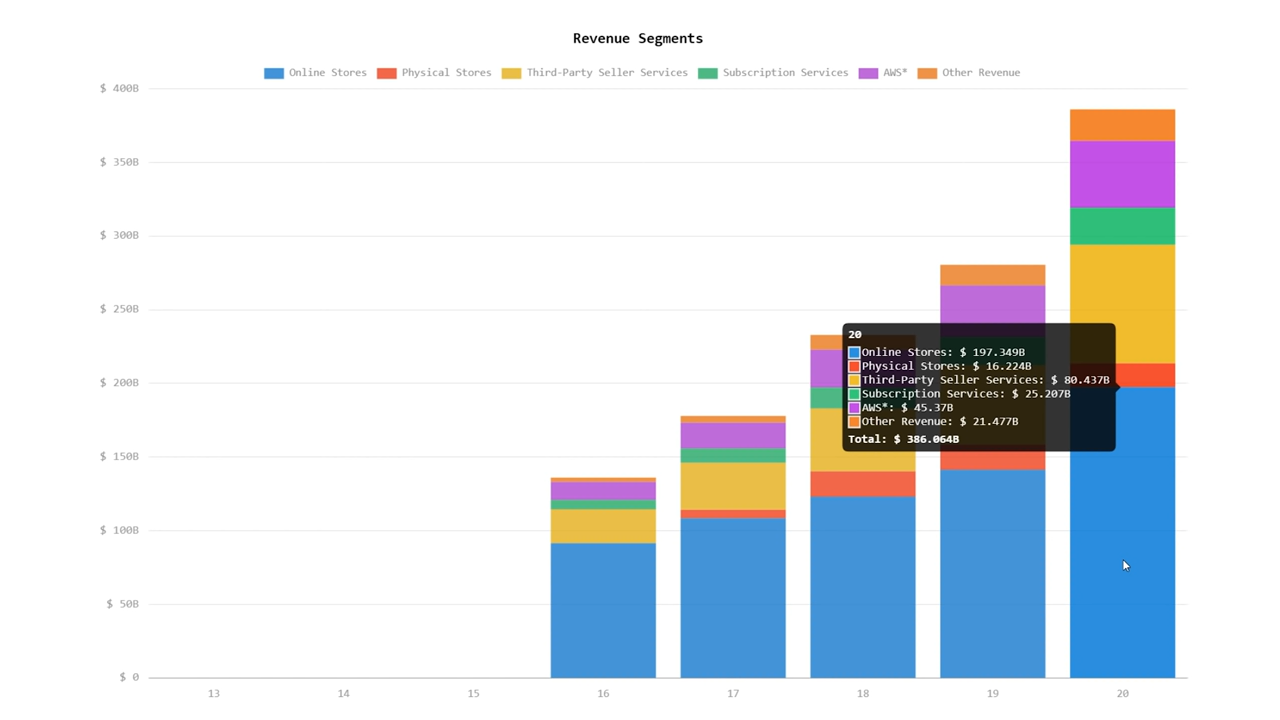 Revenue Segments
Online Stores Physical Stores Third-Party Seller Services Subscription Services AWS* Other Revenue
$ 400B
$ 350B
$ 300B
$ 250B
$ 200B
$ 150B
$ 100B
$ 50B
$ 0
20
Online Stores: $ 197.349B
Physical Stores: $ 16.224B
Third-Party Seller Services: $ 80.437B
Subscription Services: $ 25.207B
AWS*: $ 45.37B
Other Revenue: $ 21.477B
Total: $ 386.064B
13 14 15 16 17 18 19 20